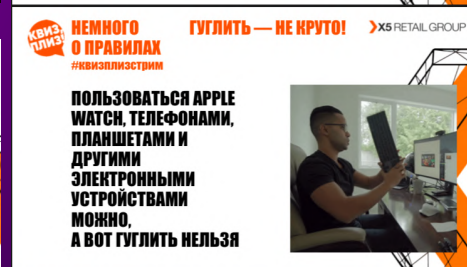 КВИЗ,
ПЛИЗ!
НЕМНОГО
О ПРАВИЛАХ
#квизплизстрим
ГУГЛИТЬ — НЕ КРУТО!
X5 RETAIL GROUP
ПОЛЬЗОВАТЬСЯ APPLE
WATCH, ТЕЛЕФОНАМИ,
ПЛАНШЕТАМИ И
ДРУГИМИ
ЭЛЕКТРОННЫМИ
УСТРОЙСТВАМИ
МОЖНО,
А ВОТ ГУГЛИТЬ НЕЛЬЗЯ